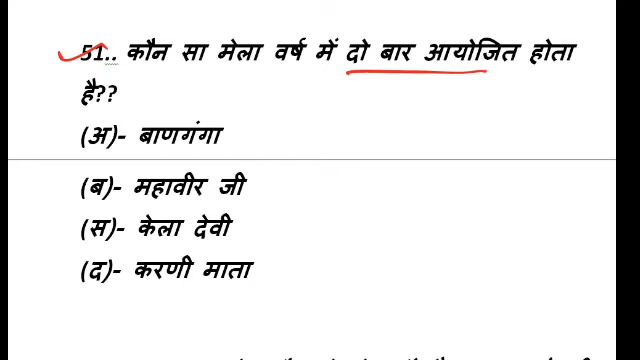 51.. कौन सा मेला वर्ष में दो बार आयोजित होता
है??
(अ)- बाणगंगा
(ब)- महावीर जी
(स)- केला देवी
(द)- करणी माता